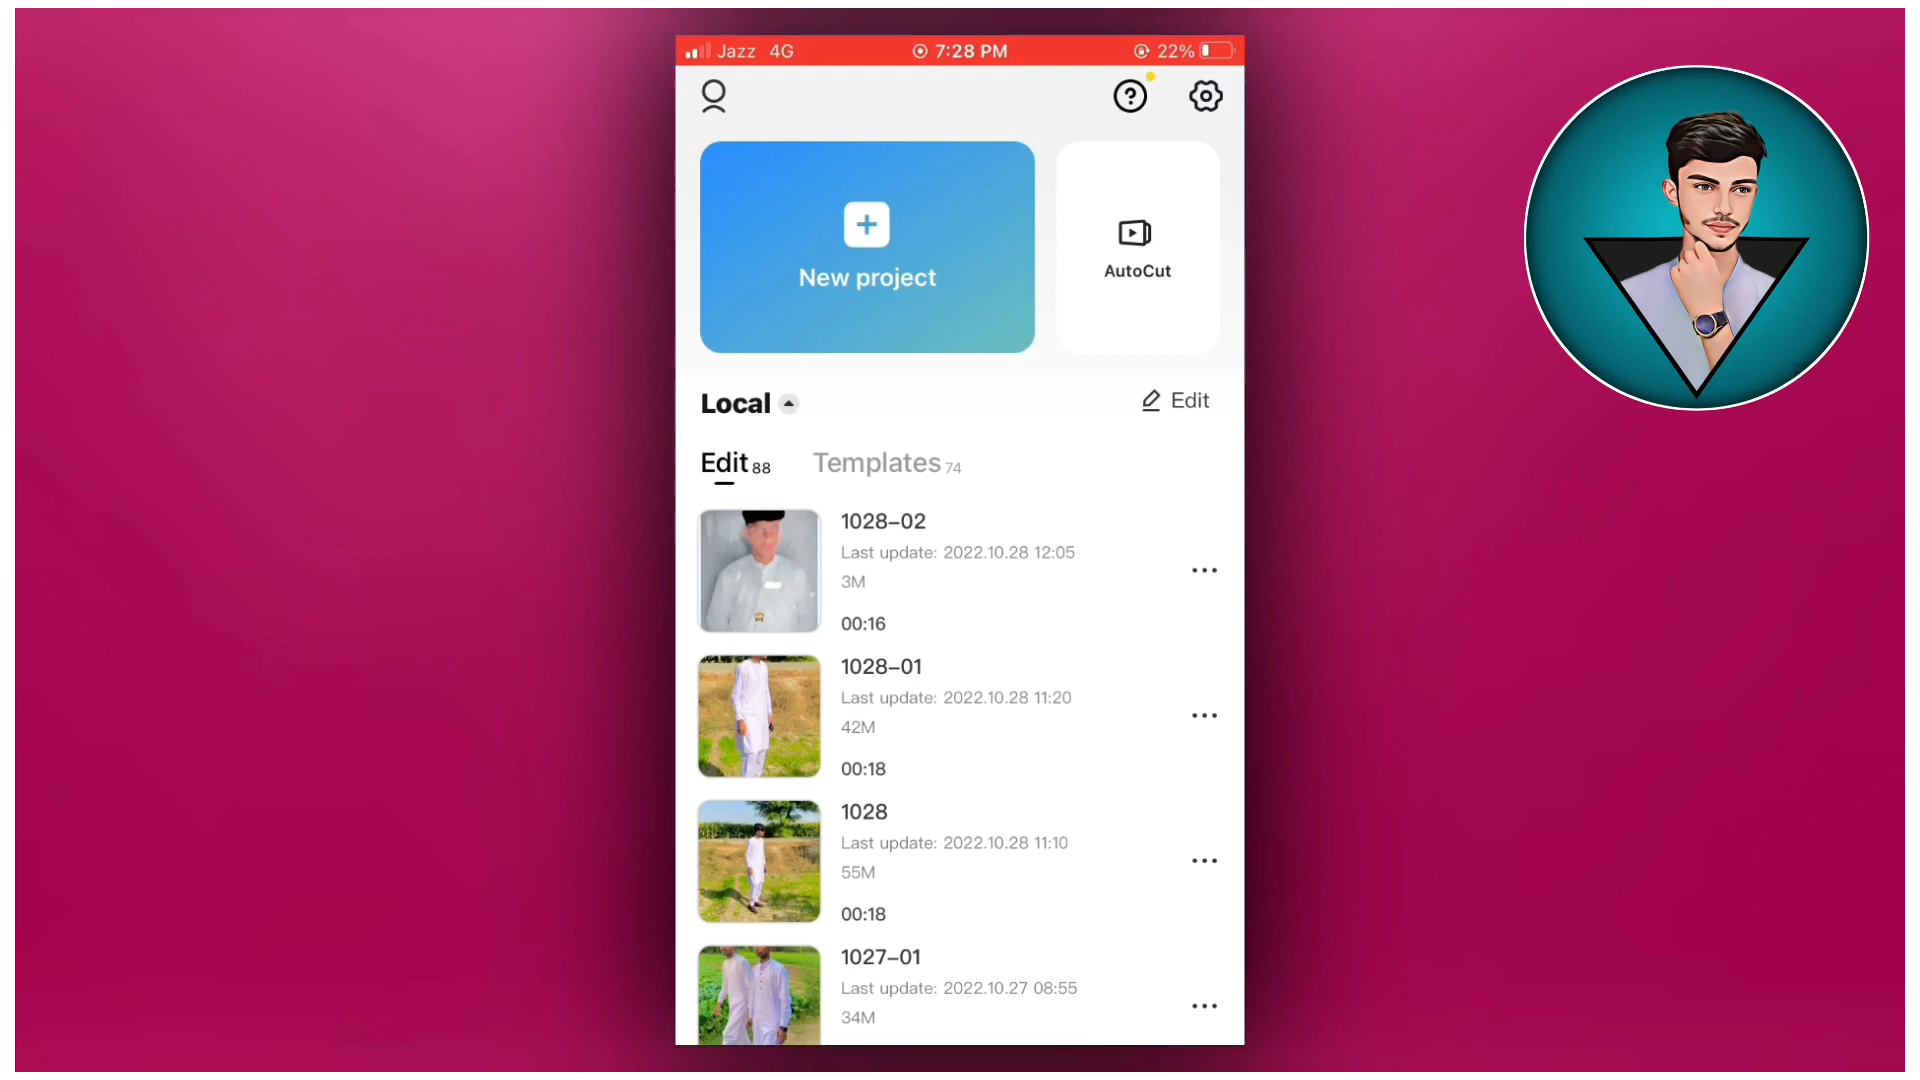 Jazz 4G 7:28 PM 22%
New project
AutoCut
Local
Edit
Edit 88 Templates 74
1028-02
Last update: 2022.10.28 12:05
3M
00:16
1028-01
Last update: 2022.10.28 11:20
42M
00:18
1028
Last update: 2022.10.28 11:10
55M
00:18
1027-01
Last update: 2022.10.27 08:55
34M